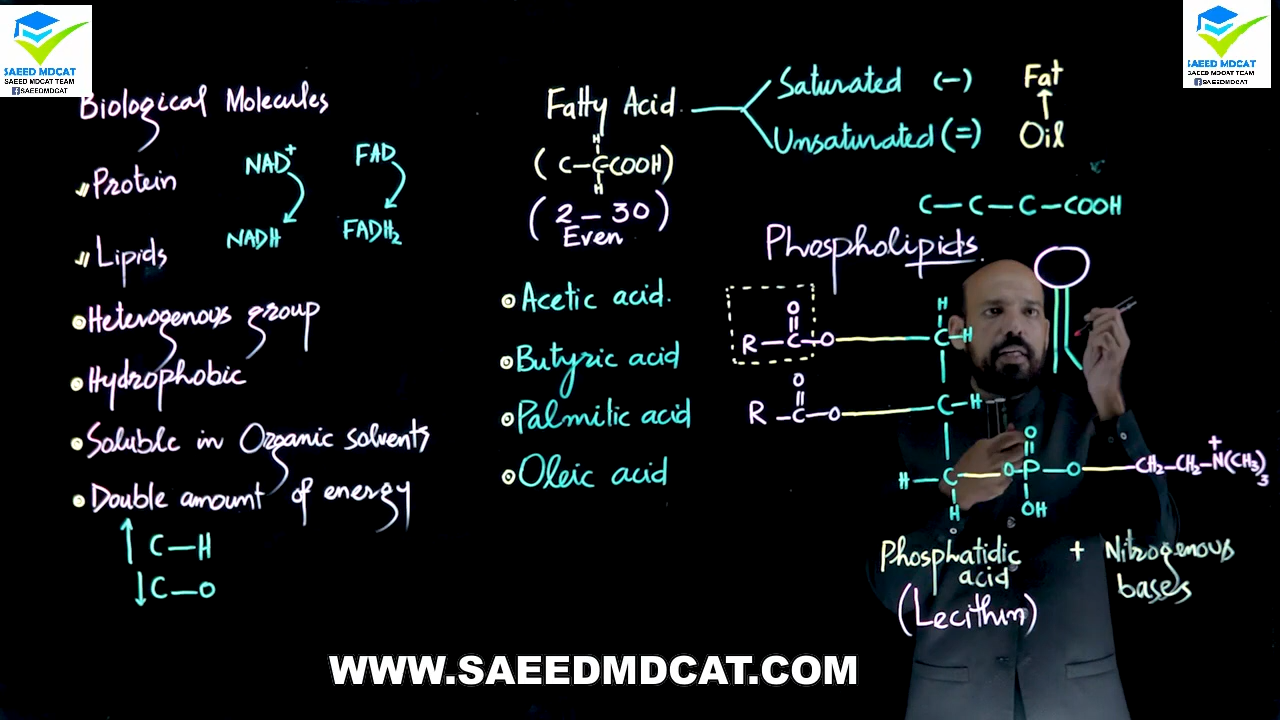 SAEED MDCAT
SAEED MDCAT TEAM
SAEEDMDCAT
SAEED MDCAT
SAEED MDCAT TEAM
SAEEDMDCAT
Biological Molecules
Protein
Lipids
Heterogenous group
Hydrophobic
Soluble in Organic solvents
Double amount of energy
↑ C—H
↓ C—O
NAD+
NADH
FAD
FADH2
Fatty Acid
H
(C—C—COOH)
H
(2—30)
Even
Saturated (—)
Unsaturated (=)
Fat
↑
Oil
C—C—C—COOH
Acetic acid.
Butyric acid
Palmitic acid
Oleic acid
Phospholipids.
H
O
R—C—O—C—H
O
R—C—O—C—H
O
H—C—O—P—O—CH2—CH2—N+(CH3)3
H
OH
Phosphatidic acid + Nitrogenous bases
(Lecithin)
WWW.SAEEDMDCAT.COM